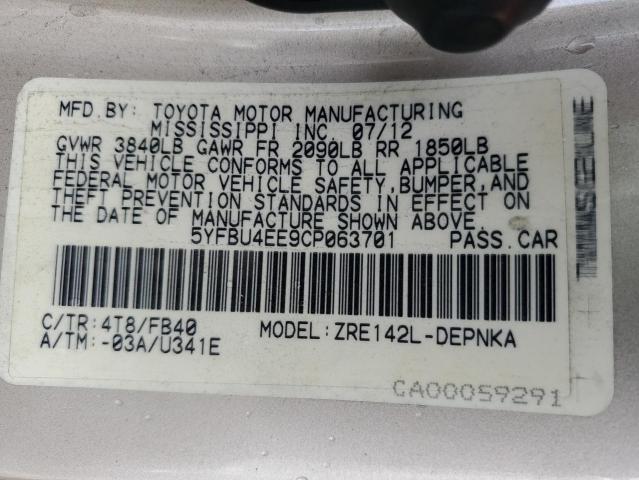 MFD.BY: TOYOTA MOTOR MANUFACTURING
MISSISSIPPI INC. 07/12
GVWR 3840LB GAWR FR 2090LB RR 1850LB
THIS VEHICLE CONFORMS TO ALL APPLICABLE
FEDERAL MOTOR VEHICLE SAFETY,BUMPER,AND
THEFT PREVENTION STANDARDS IN EFFECT ON
THE DATE OF MANUFACTURE SHOWN ABOVE.
5YFBU4EE9CP063701 PASS.CAR
C/TR:4T8/FB40 MODEL:ZRE142L-DEPNKA
A/TM:-03A/U341E
CA00059291